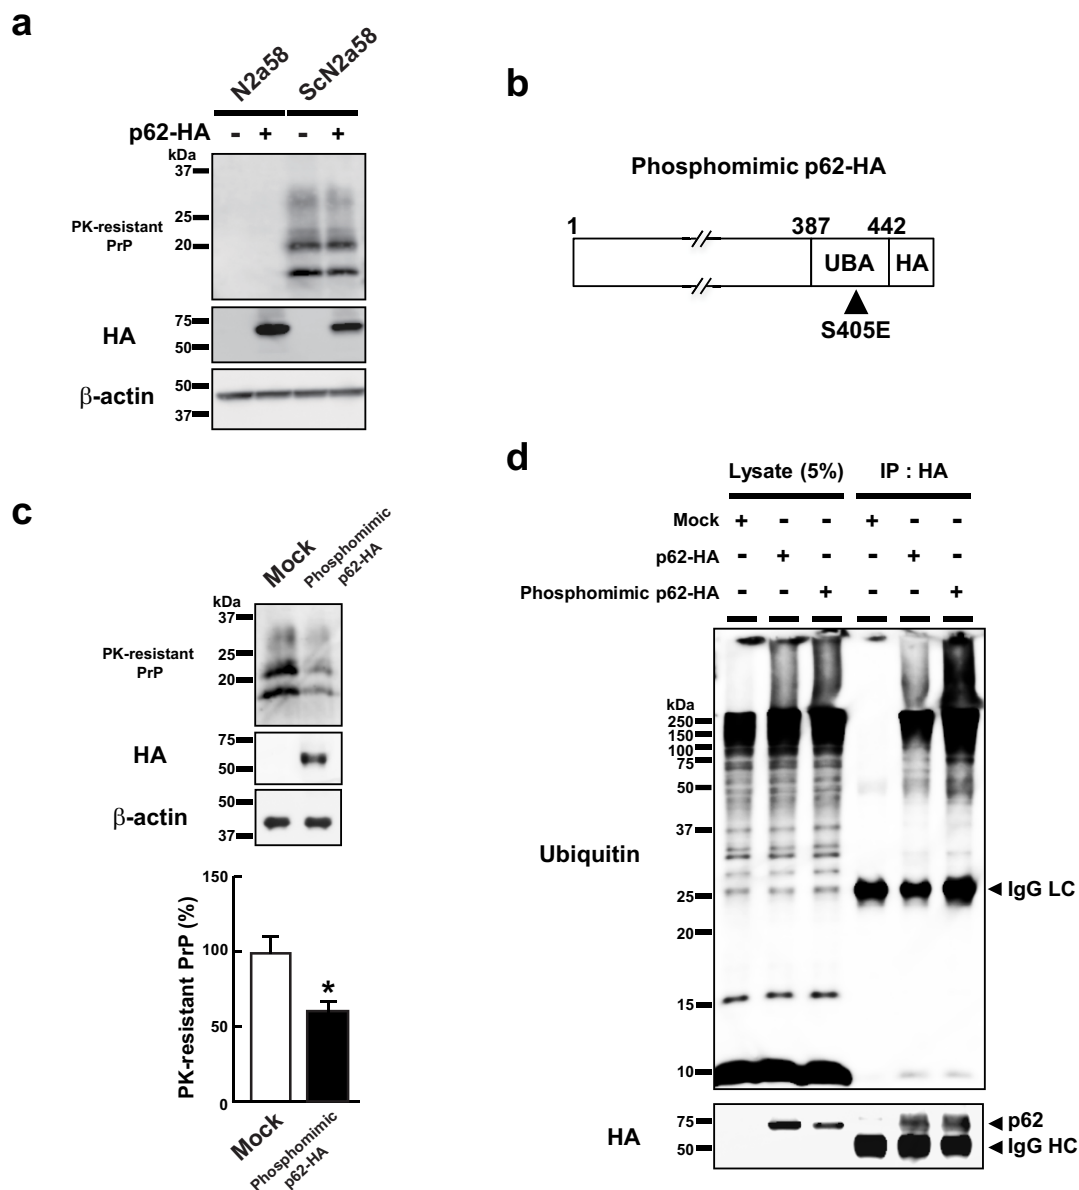 a
N2a58
ScN2a58
p62-HA - + - +
kDa
37
25
20
PK-resistant
PrP
75
HA
50
50
β-actin
37
b
Phosphomimic p62-HA
1 387 442
UBA HA
S405E
c
Mock
Phosphomimic
p62-HA
kDa
37
25
PK-resistant
PrP
20
75
HA
50
50
β-actin
37
150
100
50
0
PK-resistant PrP (%)
*
Mock
Phosphomimic
p62-HA
d
Lysate (5%) IP : HA
Mock + - - + - -
p62-HA - + - - + -
Phosphomimic p62-HA - - + - - +
kDa
250
150
100
75
50
37
Ubiquitin
25
IgG LC
20
15
10
75
p62
HA
50
IgG HC